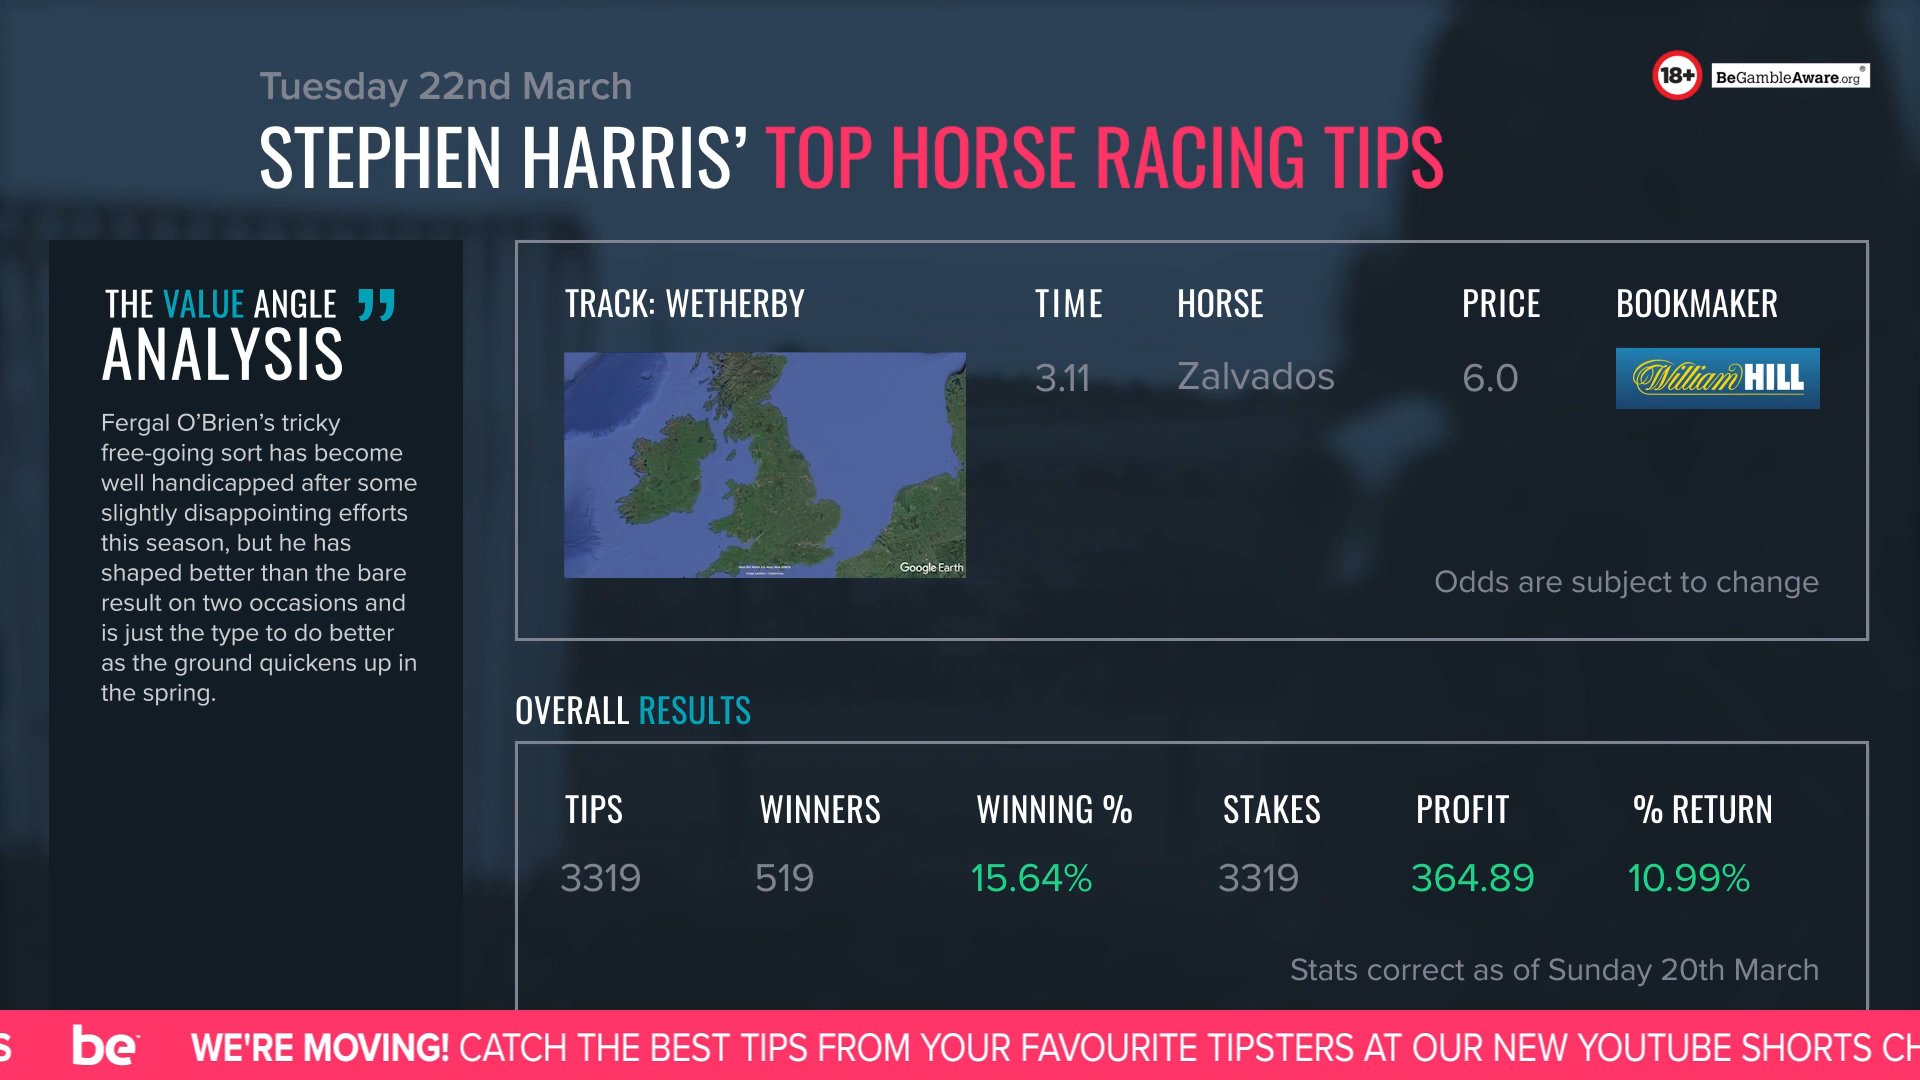 Tuesday 22nd March
STEPHEN HARRIS’ TOP HORSE RACING TIPS
18+ BeGambleAware.org®
THE VALUE ANGLE ”
ANALYSIS
Fergal O’Brien’s tricky
free-going sort has become
well handicapped after some
slightly disappointing efforts
this season, but he has
shaped better than the bare
result on two occasions and
is just the type to do better
as the ground quickens up in
the spring.
TRACK: WETHERBY TIME HORSE PRICE BOOKMAKER
3.11 Zalvados 6.0 William HILL
Google Earth
Odds are subject to change
OVERALL RESULTS
TIPS WINNERS WINNING % STAKES PROFIT % RETURN
3319 519 15.64% 3319 364.89 10.99%
Stats correct as of Sunday 20th March
S be WE'RE MOVING! CATCH THE BEST TIPS FROM YOUR FAVOURITE TIPSTERS AT OUR NEW YOUTUBE SHORTS CH